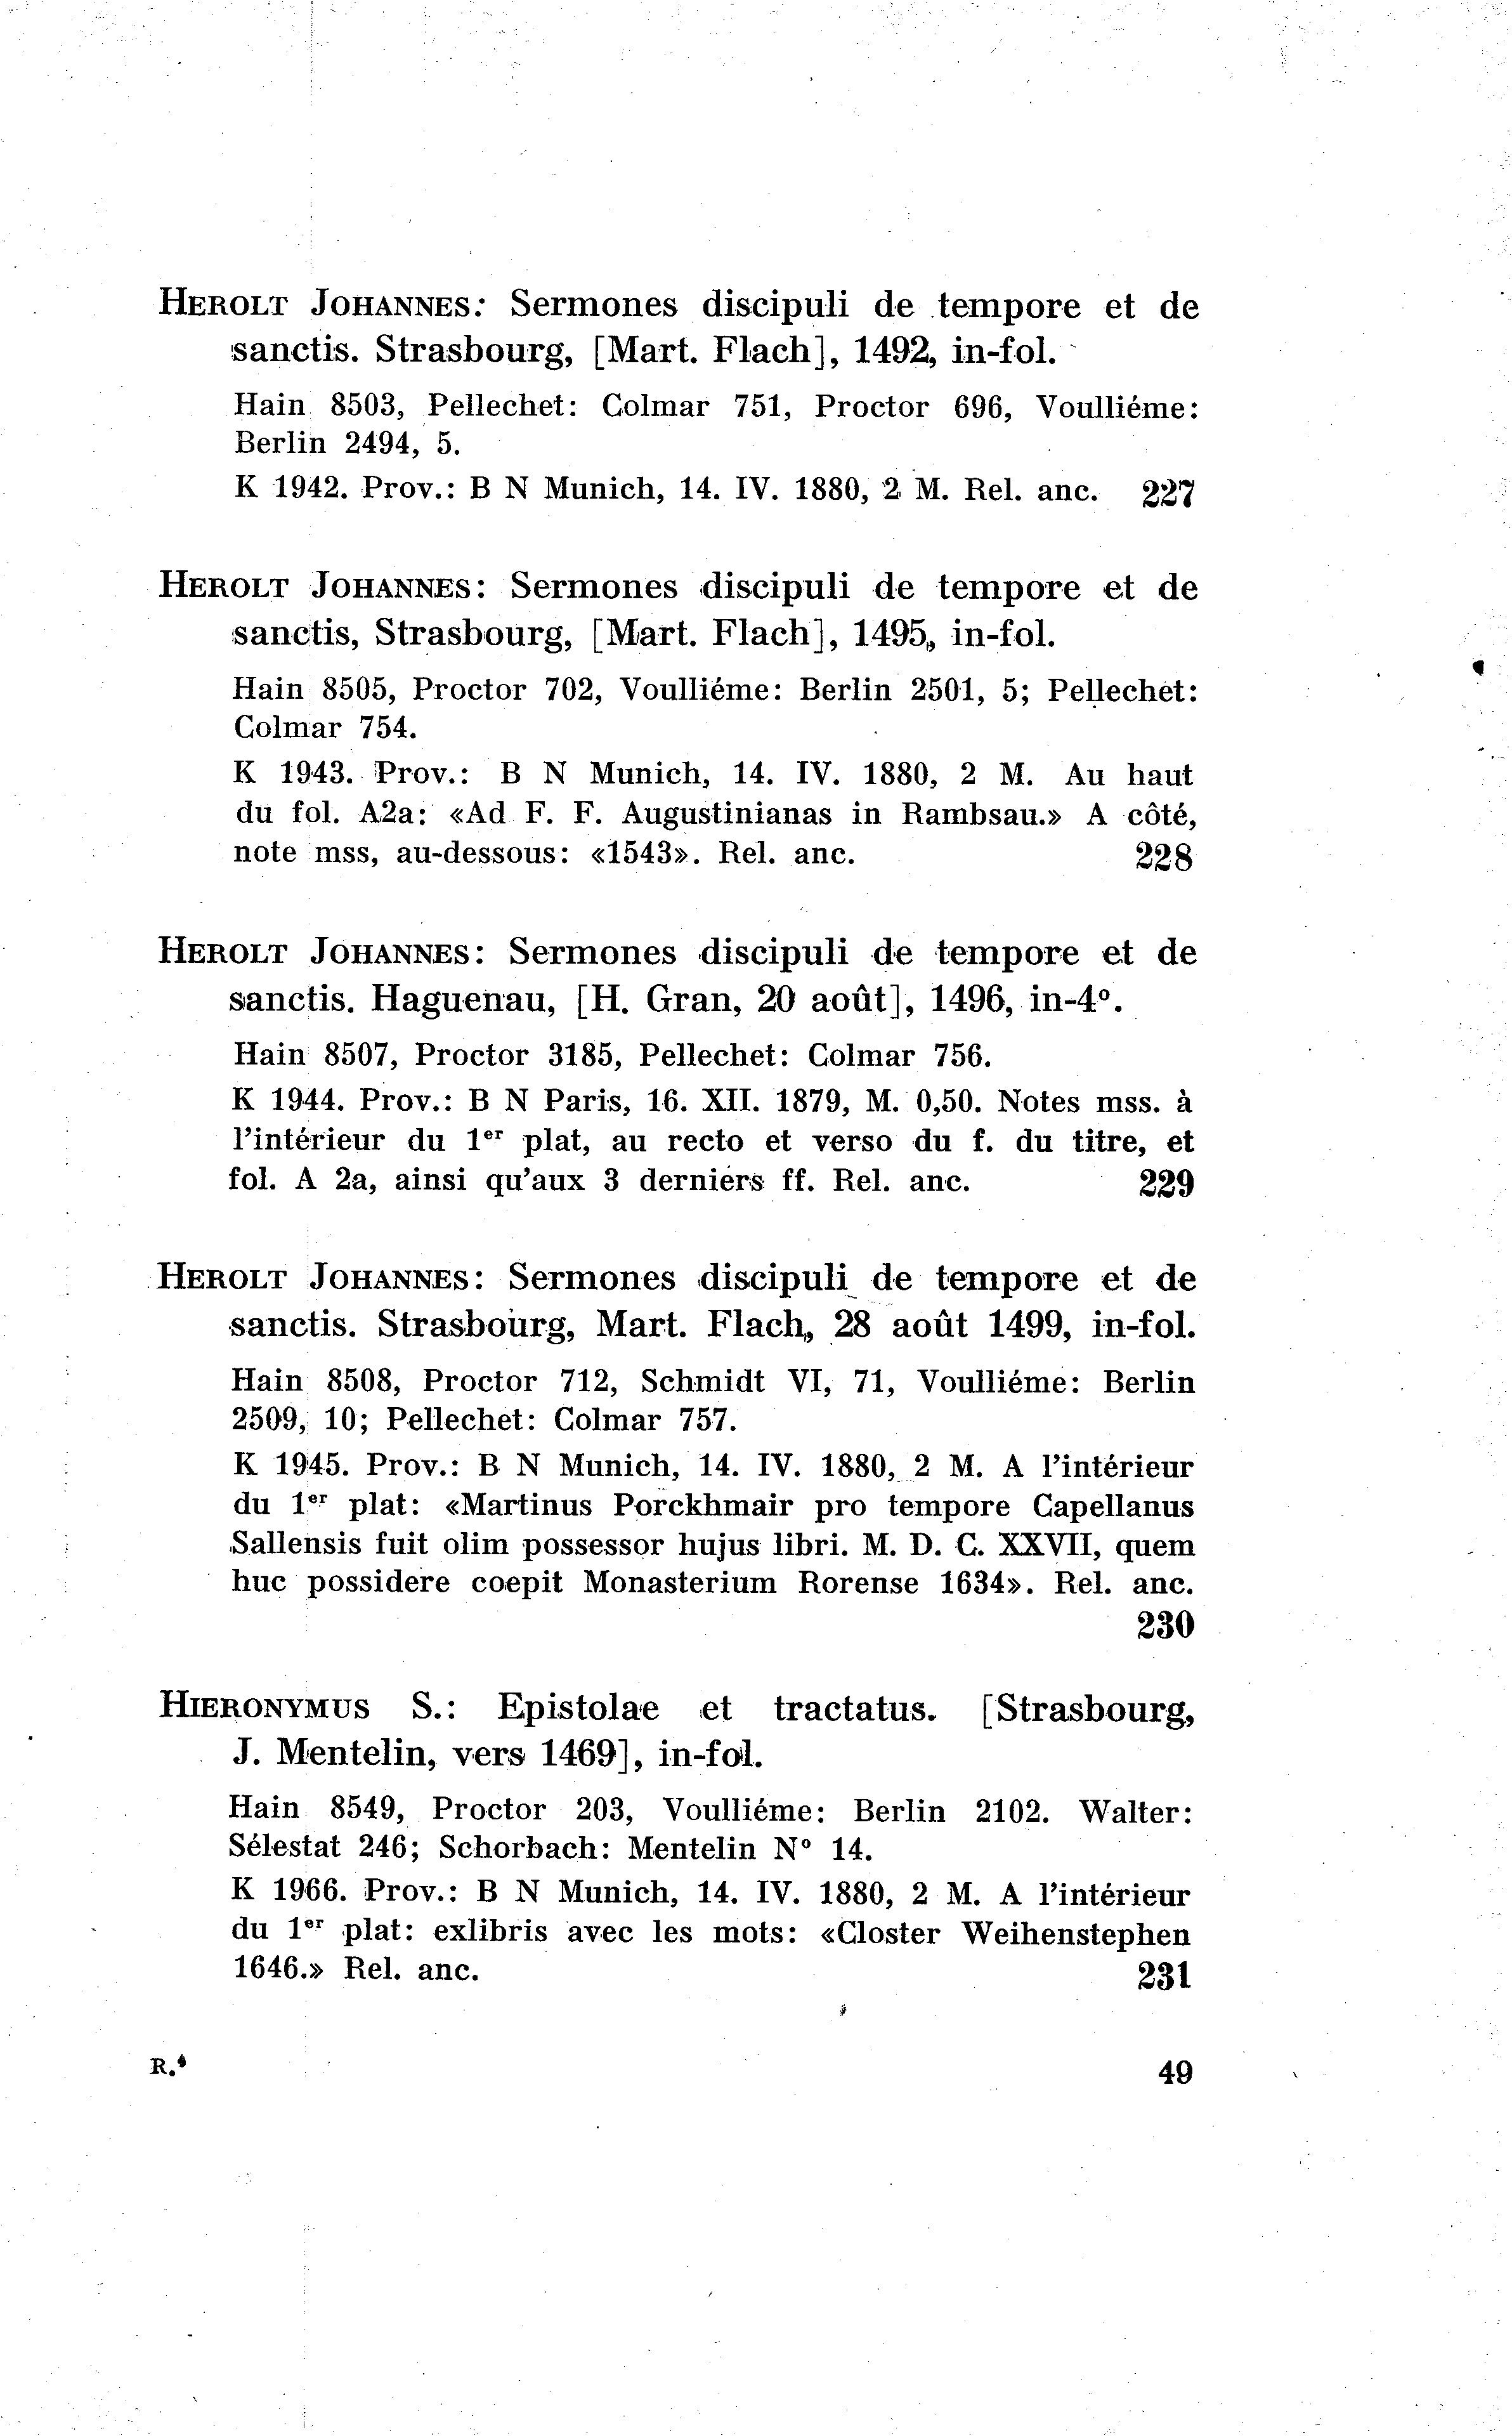 HEROLT JOHANNES: Sermones discipuli de tempore et de
sanctis. Strasbourg, [Mart. Flach], 1492, in-fol.
Hain 8503, Pellechet: Colmar 751, Proctor 696, Voulliéme:
Berlin 2494, 5.
K 1942. Prov.: B N Munich, 14. IV. 1880, 2 M. Rel. anc. 227
HEROLT JOHANNES: Sermones discipuli de tempore et de
sanctis, Strasbourg, [Mart. Flach], 1495, in-fol.
Hain 8505, Proctor 702, Voulliéme: Berlin 2501, 5; Pellechet:
Colmar 754.
K 1943. Prov.: B N Munich, 14. IV. 1880, 2 M. Au haut
du fol. A2a: «Ad F. F. Augustinianas in Rambsau.» A côté,
note mss, au-dessous: «1543». Rel. anc. 228
HEROLT JOHANNES: Sermones discipuli de tempore et de
sanctis. Haguenau, [H. Gran, 20 août], 1496, in-4º.
Hain 8507, Proctor 3185, Pellechet: Colmar 756.
K 1944. Prov.: B N Paris, 16. XII. 1879, M. 0,50. Notes mss. à
l'intérieur du 1er plat, au recto et verso du f. du titre, et
fol. A 2a, ainsi qu'aux 3 derniers ff. Rel. anc. 229
HEROLT JOHANNES: Sermones discipuli de tempore et de
sanctis. Strasbourg, Mart. Flach, 28 août 1499, in-fol.
Hain 8508, Proctor 712, Schmidt VI, 71, Voulliéme: Berlin
2509, 10; Pellechet: Colmar 757.
K 1945. Prov.: B N Munich, 14. IV. 1880, 2 M. A l'intérieur
du 1er plat: «Martinus Porckhmair pro tempore Capellanus
Sallensis fuit olim possessor hujus libri. M. D. C. XXVII, quem
huc possidere coepit Monasterium Rorense 1634». Rel. anc.
230
HIERONYMUS S.: Epistolae et tractatus. [Strasbourg,
J. Mentelin, vers 1469], in-fol.
Hain 8549, Proctor 203, Voulliéme: Berlin 2102. Walter:
Sélestat 246; Schorbach: Mentelin Nº 14.
K 1966. Prov.: B N Munich, 14. IV. 1880, 2 M. A l'intérieur
du 1er plat: exlibris avec les mots: «Closter Weihenstephen
1646.» Rel. anc. 231
R.4 49